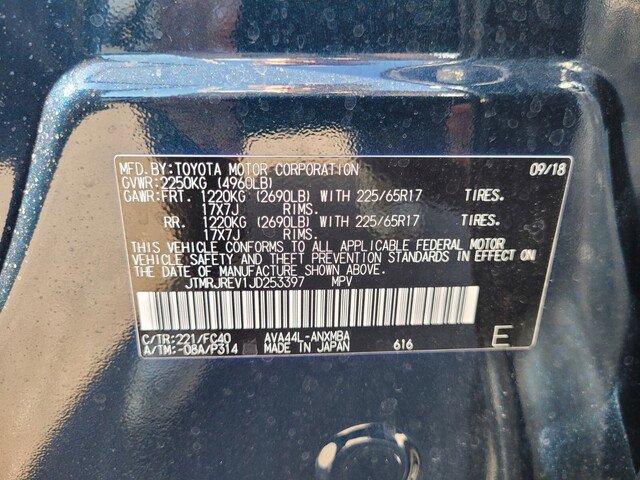 MFD.BY:TOYOTA MOTOR CORPORATION 09/18
GVWR:2250KG (4960LB)
GAWR:FRT. 1220KG (2690LB) WITH 225/65R17 TIRES.
17X7J RIMS.
RR. 1220KG (2690LB) WITH 225/65R17 TIRES.
17X7J RIMS.
THIS VEHICLE CONFORMS TO ALL APPLICABLE FEDERAL MOTOR
VEHICLE SAFETY AND THEFT PREVENTION STANDARDS IN EFFECT
ON THE DATE OF MANUFACTURE SHOWN ABOVE.
JTMRJREV1JD253397 MPV
C/TR:221/FC40 AVA44L-ANXMBA
A/TM:-08A/P314 MADE IN JAPAN 616 E